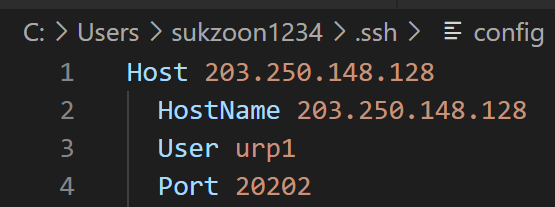 C: > Users > sukzoon1234 > .ssh > config
1 Host 203.250.148.128
2 HostName 203.250.148.128
3 User urp1
4 Port 20202